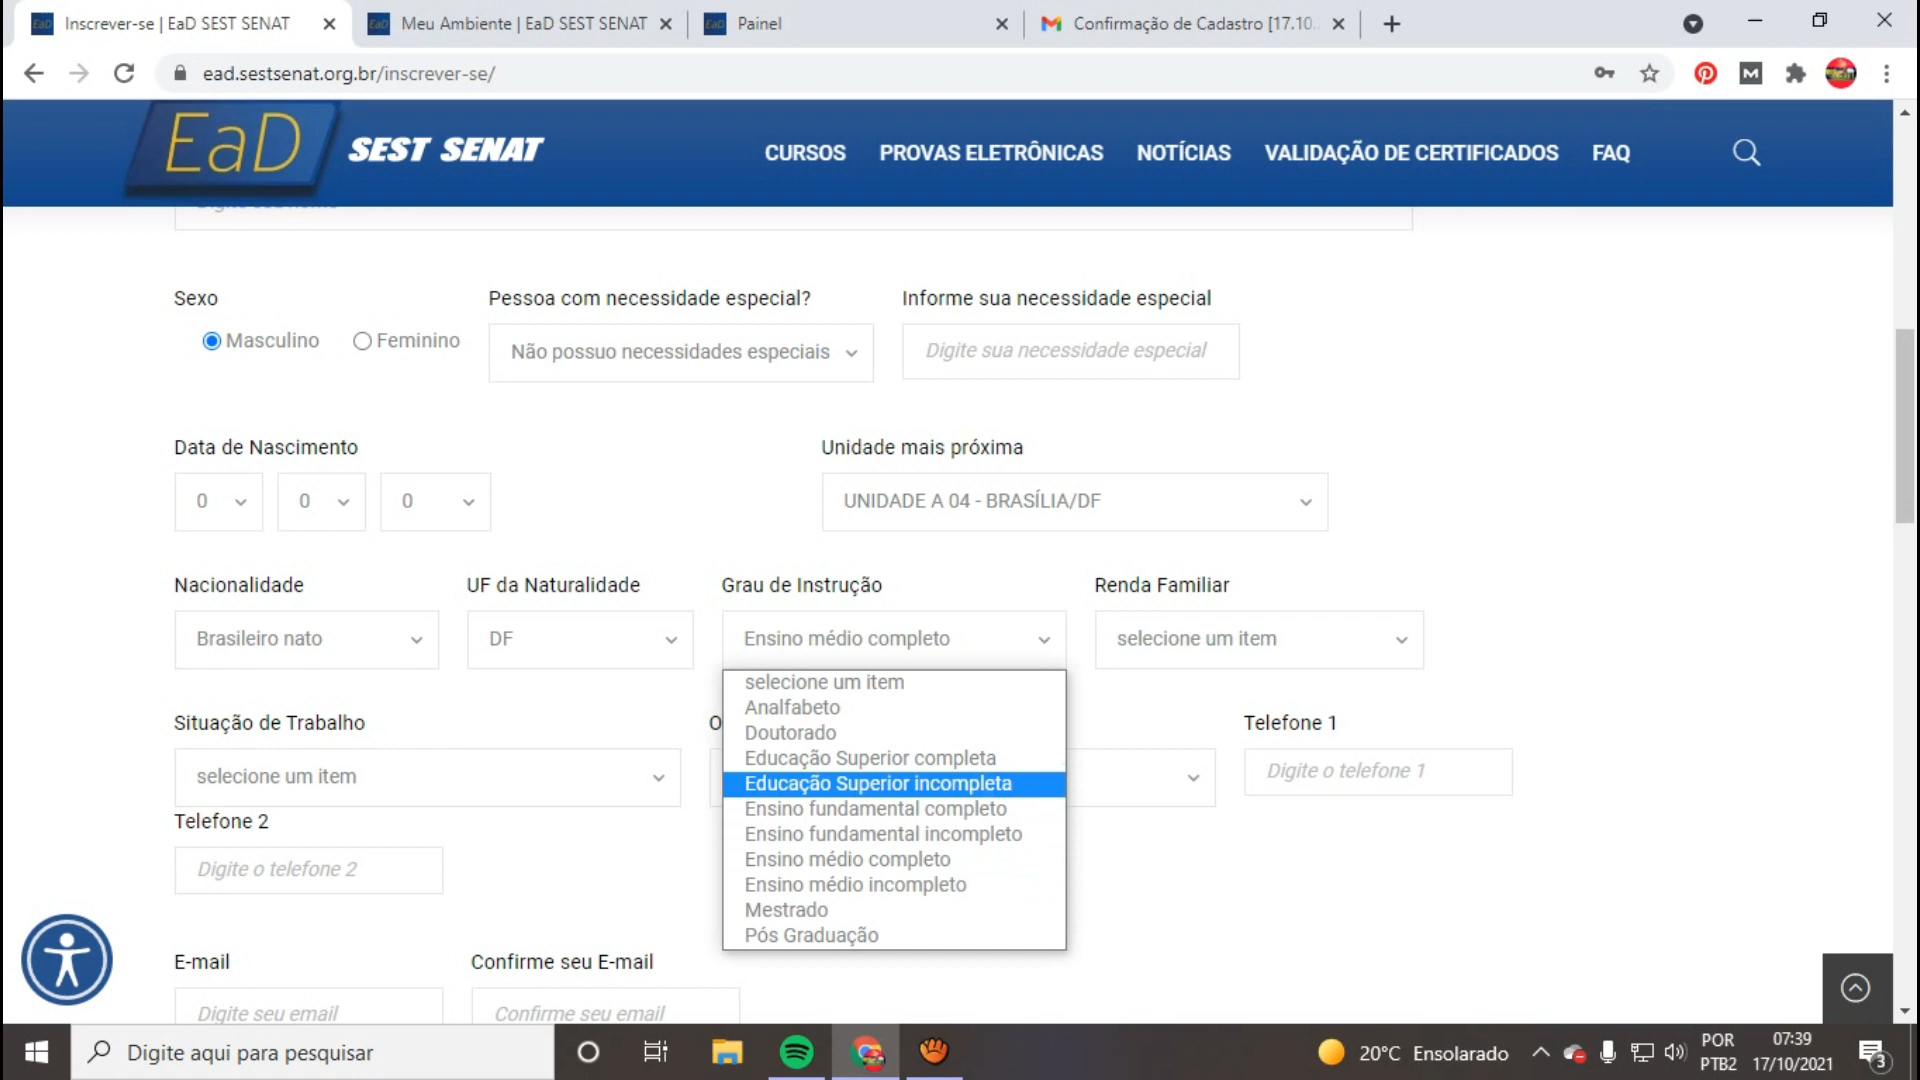 Inscrever-se | EaD SEST SENAT
Meu Ambiente | EaD SEST SENAT
Painel
Confirmação de Cadastro [17.10.
ead.sestsenat.org.br/inscrever-se/
EaD SEST SENAT
CURSOS PROVAS ELETRÔNICAS NOTÍCIAS VALIDAÇÃO DE CERTIFICADOS FAQ
Sexo
Pessoa com necessidade especial?
Informe sua necessidade especial
Masculino Feminino
Não possuo necessidades especiais
Digite sua necessidade especial
Data de Nascimento
Unidade mais próxima
0 0 0
UNIDADE A 04 - BRASÍLIA/DF
Nacionalidade
UF da Naturalidade
Grau de Instrução
Renda Familiar
Brasileiro nato
DF
Ensino médio completo
selecione um item
selecione um item
Analfabeto
Doutorado
Educação Superior completa
Educação Superior incompleta
Ensino fundamental completo
Ensino fundamental incompleto
Ensino médio completo
Ensino médio incompleto
Mestrado
Pós Graduação
Situação de Trabalho
O
Telefone 1
selecione um item
Digite o telefone 1
Telefone 2
Digite o telefone 2
E-mail
Confirme seu E-mail
Digite seu email
Confirme seu email
Digite aqui para pesquisar
20°C Ensolarado
POR
PTB2
07:39
17/10/2021
3